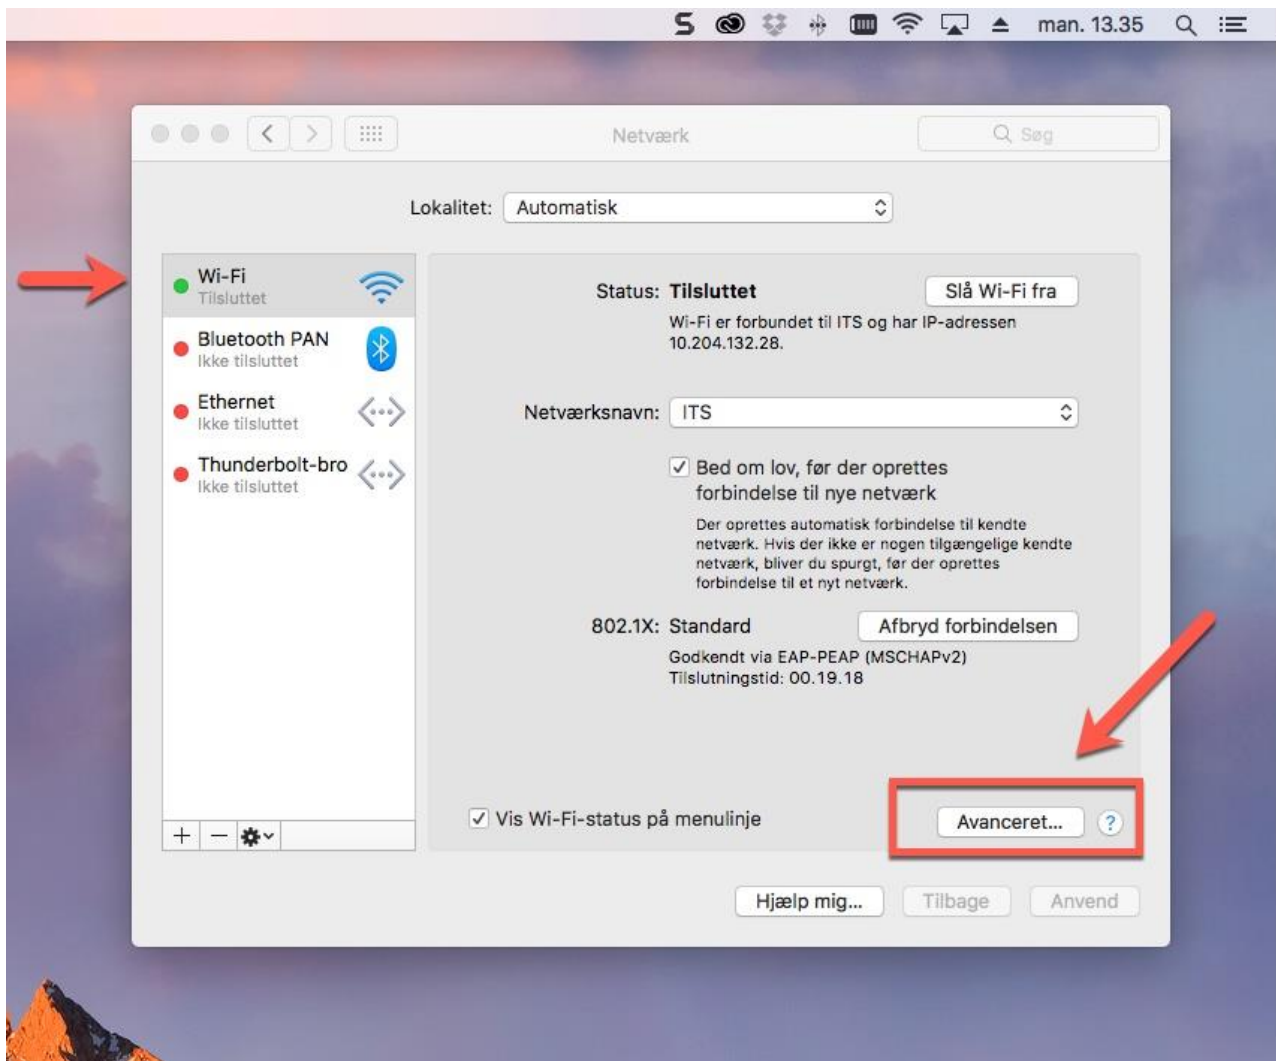 man. 13.35
Netværk
Søg
Lokalitet: Automatisk
Wi-Fi
Tilsluttet
Bluetooth PAN
Ikke tilsluttet
Ethernet
Ikke tilsluttet
Thunderbolt-bro
Ikke tilsluttet
Status: Tilsluttet
Slå Wi-Fi fra
Wi-Fi er forbundet til ITS og har IP-adressen
10.204.132.28.
Netværksnavn: ITS
Bed om lov, før der oprettes
forbindelse til nye netværk
Der oprettes automatisk forbindelse til kendte
netværk. Hvis der ikke er nogen tilgængelige kendte
netværk, bliver du spurgt, før der oprettes
forbindelse til et nyt netværk.
802.1X: Standard
Afbryd forbindelsen
Godkendt via EAP-PEAP (MSCHAPv2)
Tilslutningstid: 00.19.18
Vis Wi-Fi-status på menulinje
Avanceret...
?
Hjælp mig...
Tilbage
Anvend